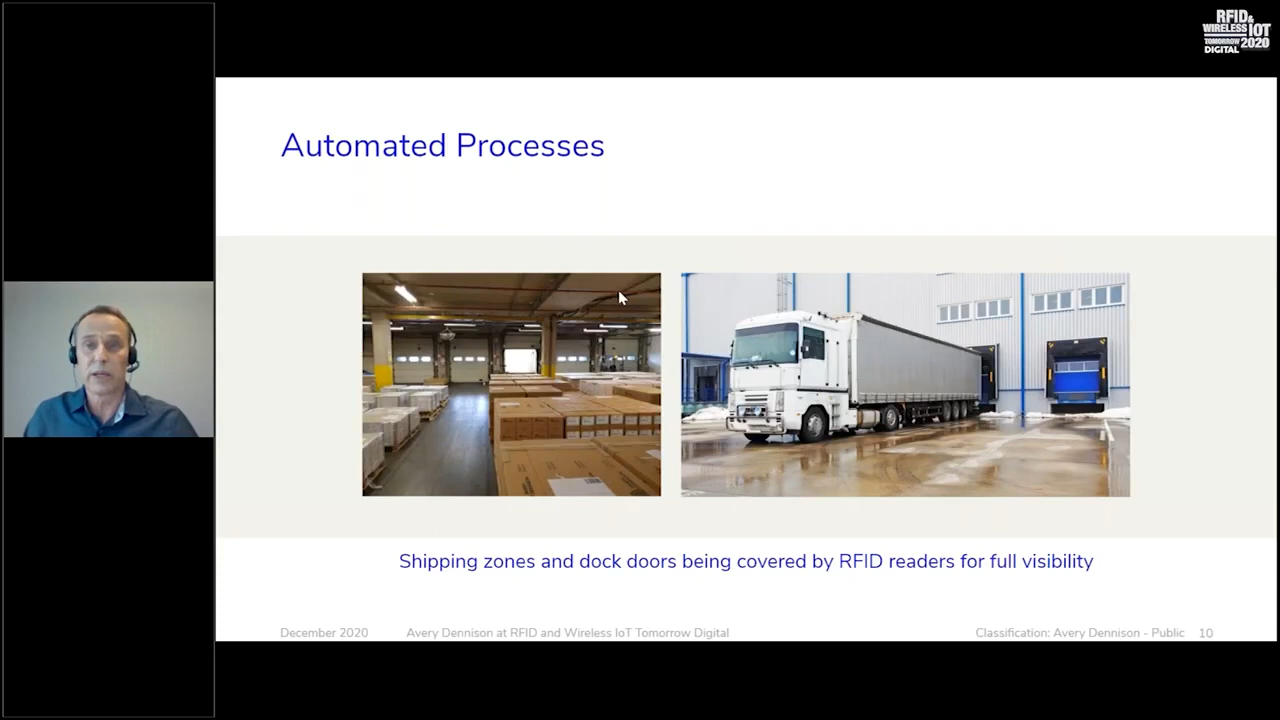 RFID&
WIRELESS IOT
TOMORROW 2020
DIGITAL
Automated Processes
Shipping zones and dock doors being covered by RFID readers for full visibility
December 2020 Avery Dennison at RFID and Wireless IoT Tomorrow Digital Classification: Avery Dennison - Public 10